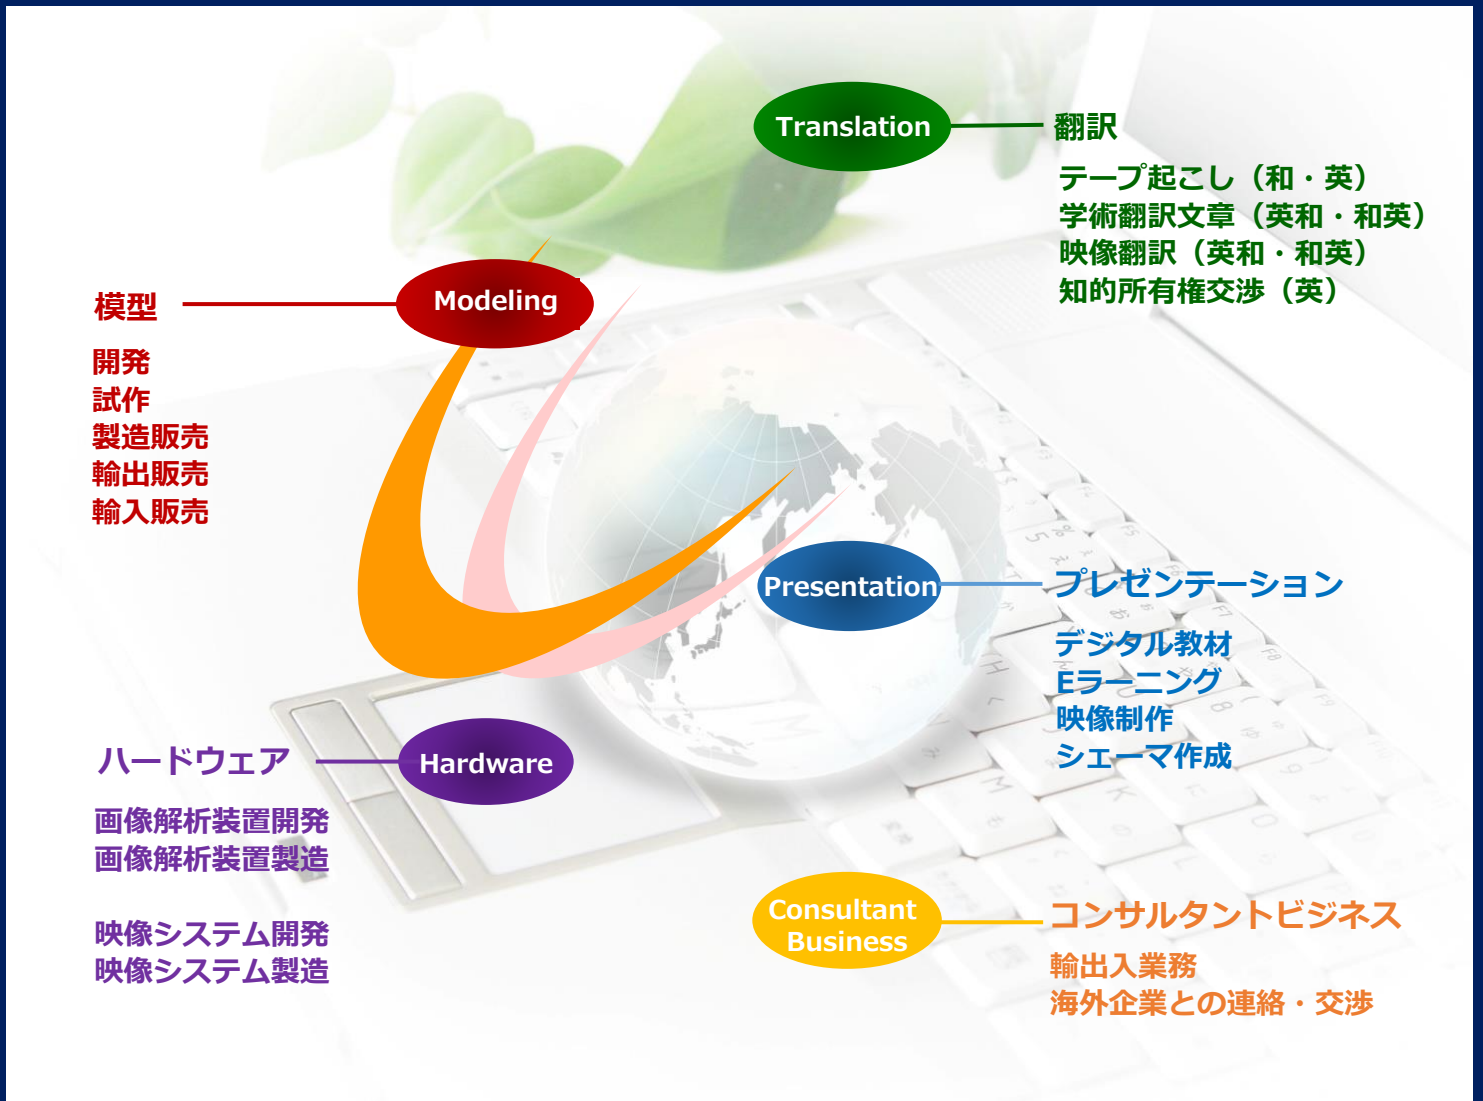 Translation
翻訳
テープ起こし（和・英）
学術翻訳文章（英和・和英）
映像翻訳（英和・和英）
知的所有権交渉（英）
模型
Modeling
開発
試作
製造販売
輸出販売
輸入販売
Presentation
プレゼンテーション
デジタル教材
Eラーニング
映像制作
シェーマ作成
ハードウェア
Hardware
画像解析装置開発
画像解析装置製造
映像システム開発
映像システム製造
Consultant
Business
コンサルタントビジネス
輸出入業務
海外企業との連絡・交渉